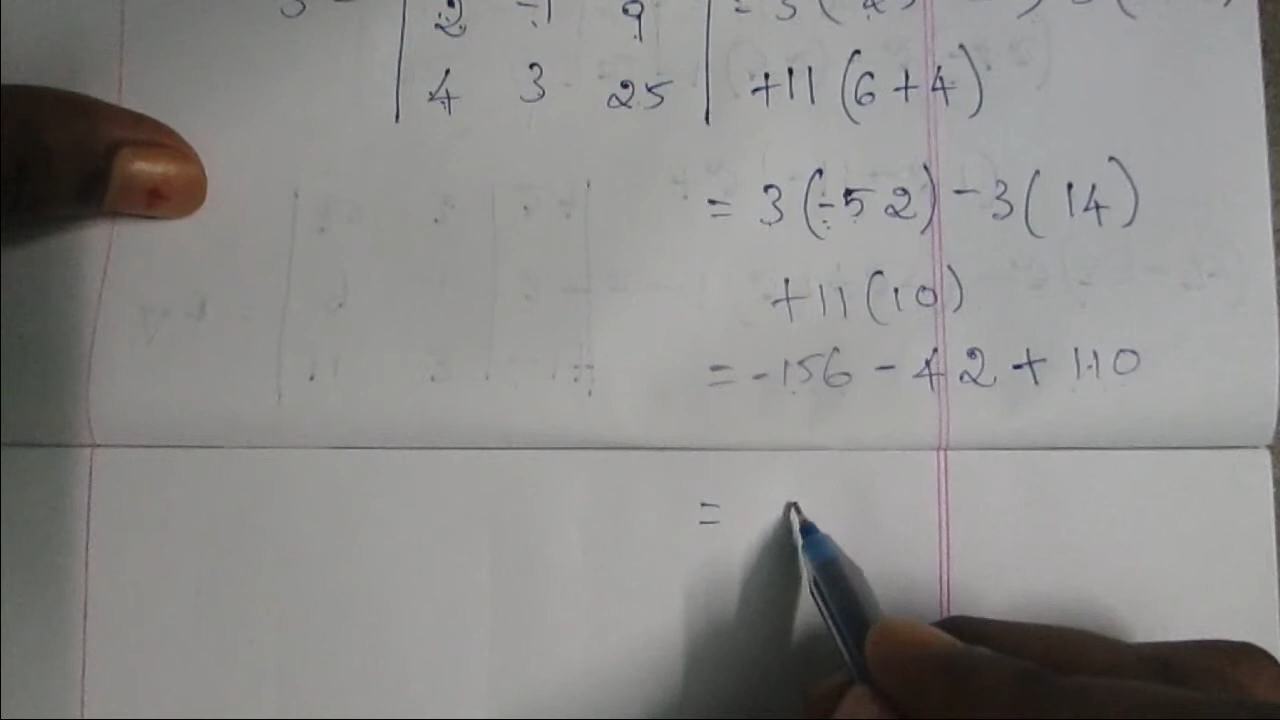 2 -1 9
4 3 25 +11 (6+4)
= 3 (-52) - 3 (14)
+11 (10)
= -156 - 42 + 110
=